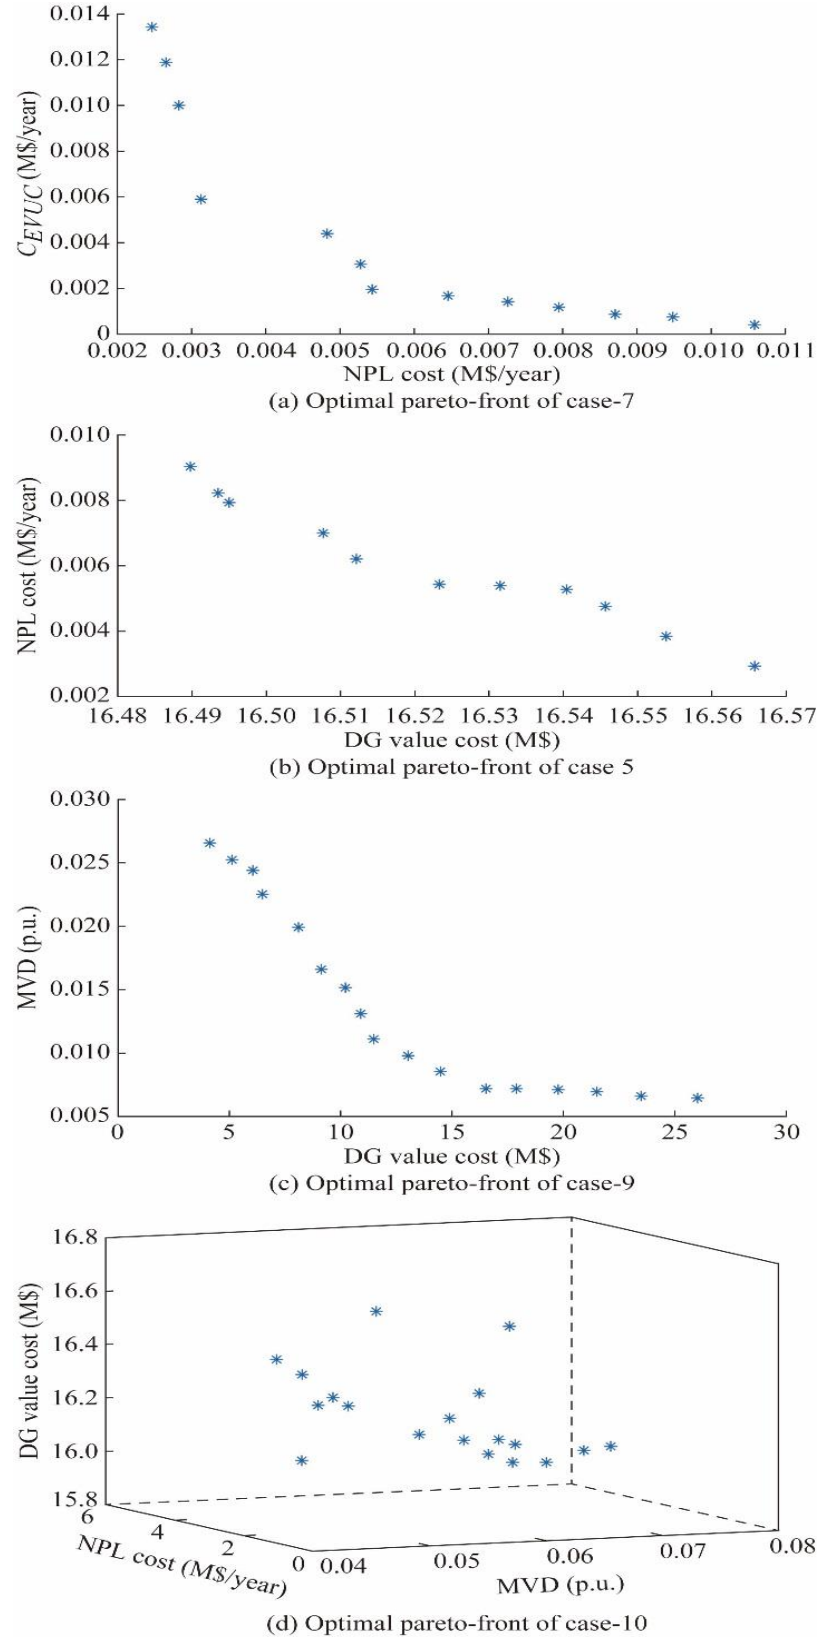 0.014
0.012
0.010
0.008
0.006
0.004
0.002
0
C_EVUC (M$/year)
0.002 0.003 0.004 0.005 0.006 0.007 0.008 0.009 0.010 0.011
NPL cost (M$/year)
(a) Optimal pareto-front of case-7
0.010
0.008
0.006
0.004
0.002
NPL cost (M$/year)
16.48 16.49 16.50 16.51 16.52 16.53 16.54 16.55 16.56 16.57
DG value cost (M$)
(b) Optimal pareto-front of case 5
0.030
0.025
0.020
0.015
0.010
0.005
MVD (p.u.)
0 5 10 15 20 25 30
DG value cost (M$)
(c) Optimal pareto-front of case-9
16.8
16.6
16.4
16.2
16.0
15.8
DG value cost (M$)
6 4 2 0
NPL cost (M$/year)
0.04 0.05 0.06 0.07 0.08
MVD (p.u.)
(d) Optimal pareto-front of case-10